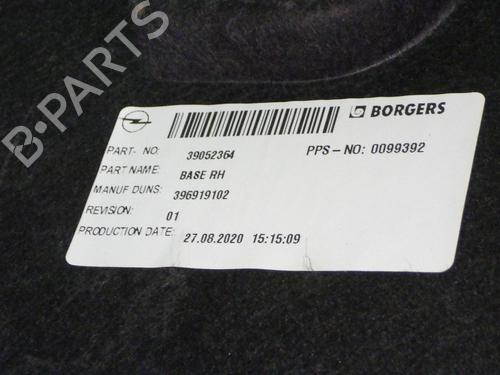 B-PARTS
BORGERS
PART- NO: 39052364 PPS-NO: 0099392
PART NAME: BASE RH
MANUF DUNS: 396919102
REVISION: 01
PRODUCTION DATE: 27.08.2020 15:15:09